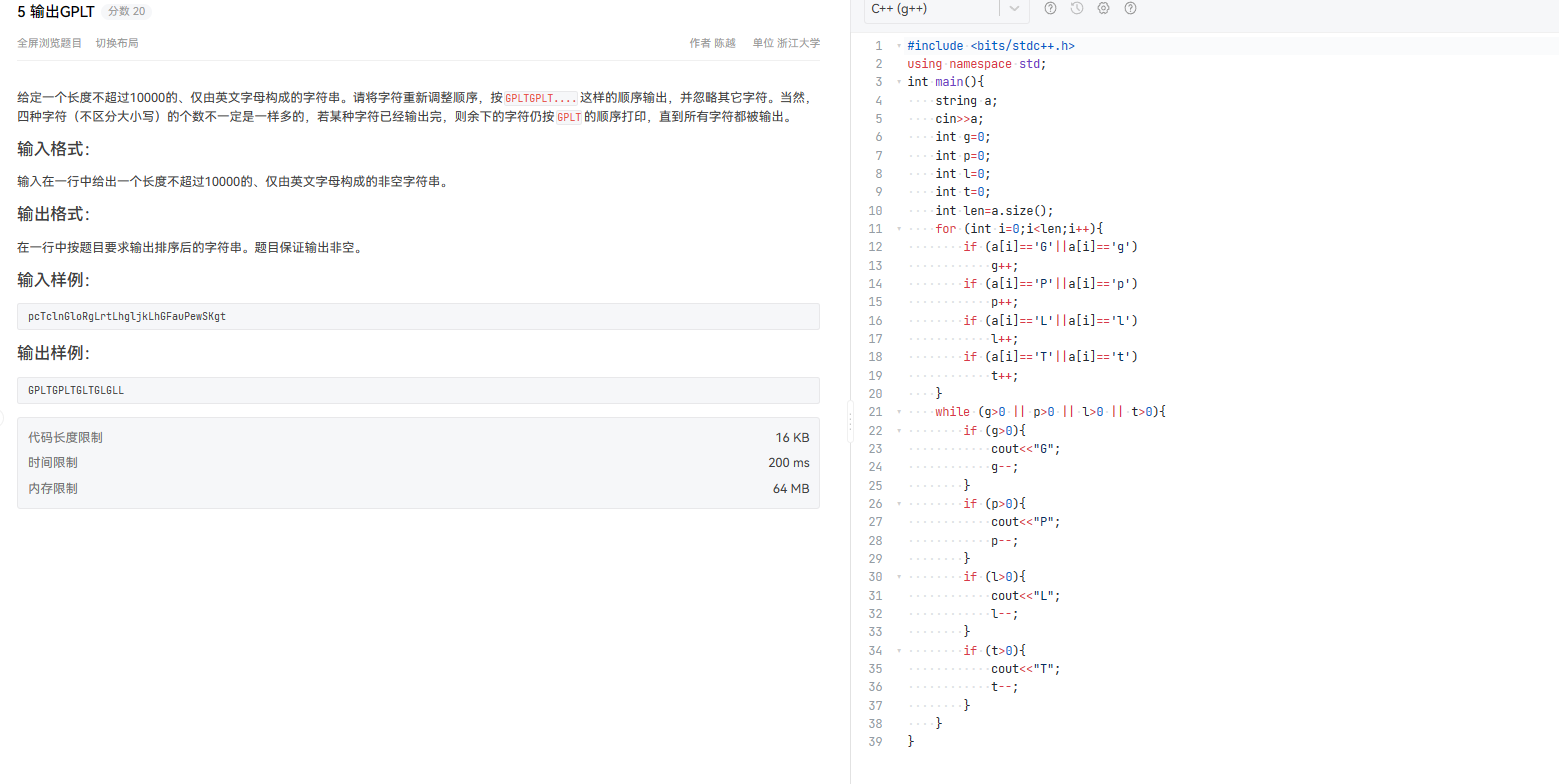 5 输出GPLT 分数 20
全屏浏览题目 切换布局 作者 陈越 单位 浙江大学
给定一个长度不超过10000的、仅由英文字母构成的字符串。请将字符重新调整顺序，按GPLTGPLT....这样的顺序输出，并忽略其它字符。当然，
四种字符（不区分大小写）的个数不一定是一样多的，若某种字符已经输出完，则余下的字符仍按GPLT的顺序打印，直到所有字符都被输出。
输入格式：
输入在一行中给出一个长度不超过10000的、仅由英文字母构成的非空字符串。
输出格式：
在一行中按题目要求输出排序后的字符串。题目保证输出非空。
输入样例：
pcTclnGloRgLrtLhgljkLhGFauPewSKgt
输出样例：
GPLTGPLTGLTGLGLL
代码长度限制 16 KB
时间限制 200 ms
内存限制 64 MB
C++ (g++)
1 #include <bits/stdc++.h>
2 using namespace std;
3 int main(){
4     string a;
5     cin>>a;
6     int g=0;
7     int p=0;
8     int l=0;
9     int t=0;
10     int len=a.size();
11     for (int i=0;i<len;i++){
12         if (a[i]=='G'||a[i]=='g')
13             g++;
14         if (a[i]=='P'||a[i]=='p')
15             p++;
16         if (a[i]=='L'||a[i]=='l')
17             l++;
18         if (a[i]=='T'||a[i]=='t')
19             t++;
20     }
21     while (g>0 || p>0 || l>0 || t>0){
22         if (g>0){
23             cout<<"G";
24             g--;
25         }
26         if (p>0){
27             cout<<"P";
28             p--;
29         }
30         if (l>0){
31             cout<<"L";
32             l--;
33         }
34         if (t>0){
35             cout<<"T";
36             t--;
37         }
38     }
39 }